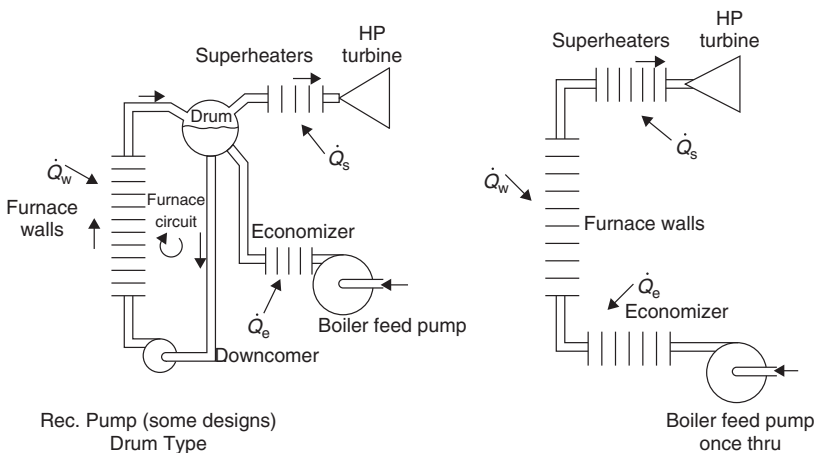 HP
turbine
Superheaters
Drum
Q̇s
Q̇w
Furnace
walls
Furnace
circuit
Economizer
Q̇e
Boiler feed pump
Downcomer
Rec. Pump (some designs)
Drum Type
HP
turbine
Superheaters
Q̇s
Q̇w
Furnace walls
Q̇e
Economizer
Boiler feed pump
once thru